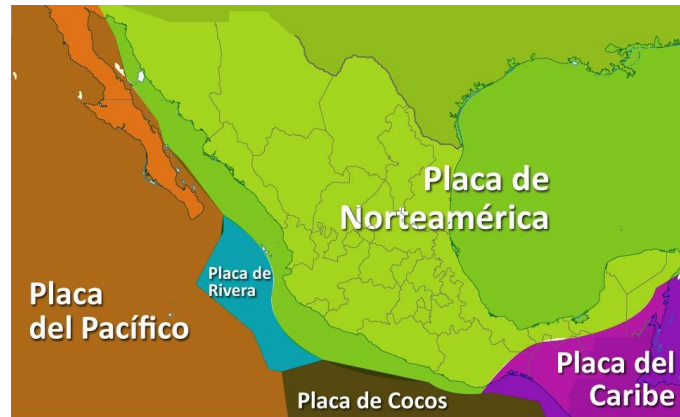 Placa de
Norteamérica
Placa de
Rivera
Placa
del Pacífico
Placa del
Caribe
Placa de Cocos